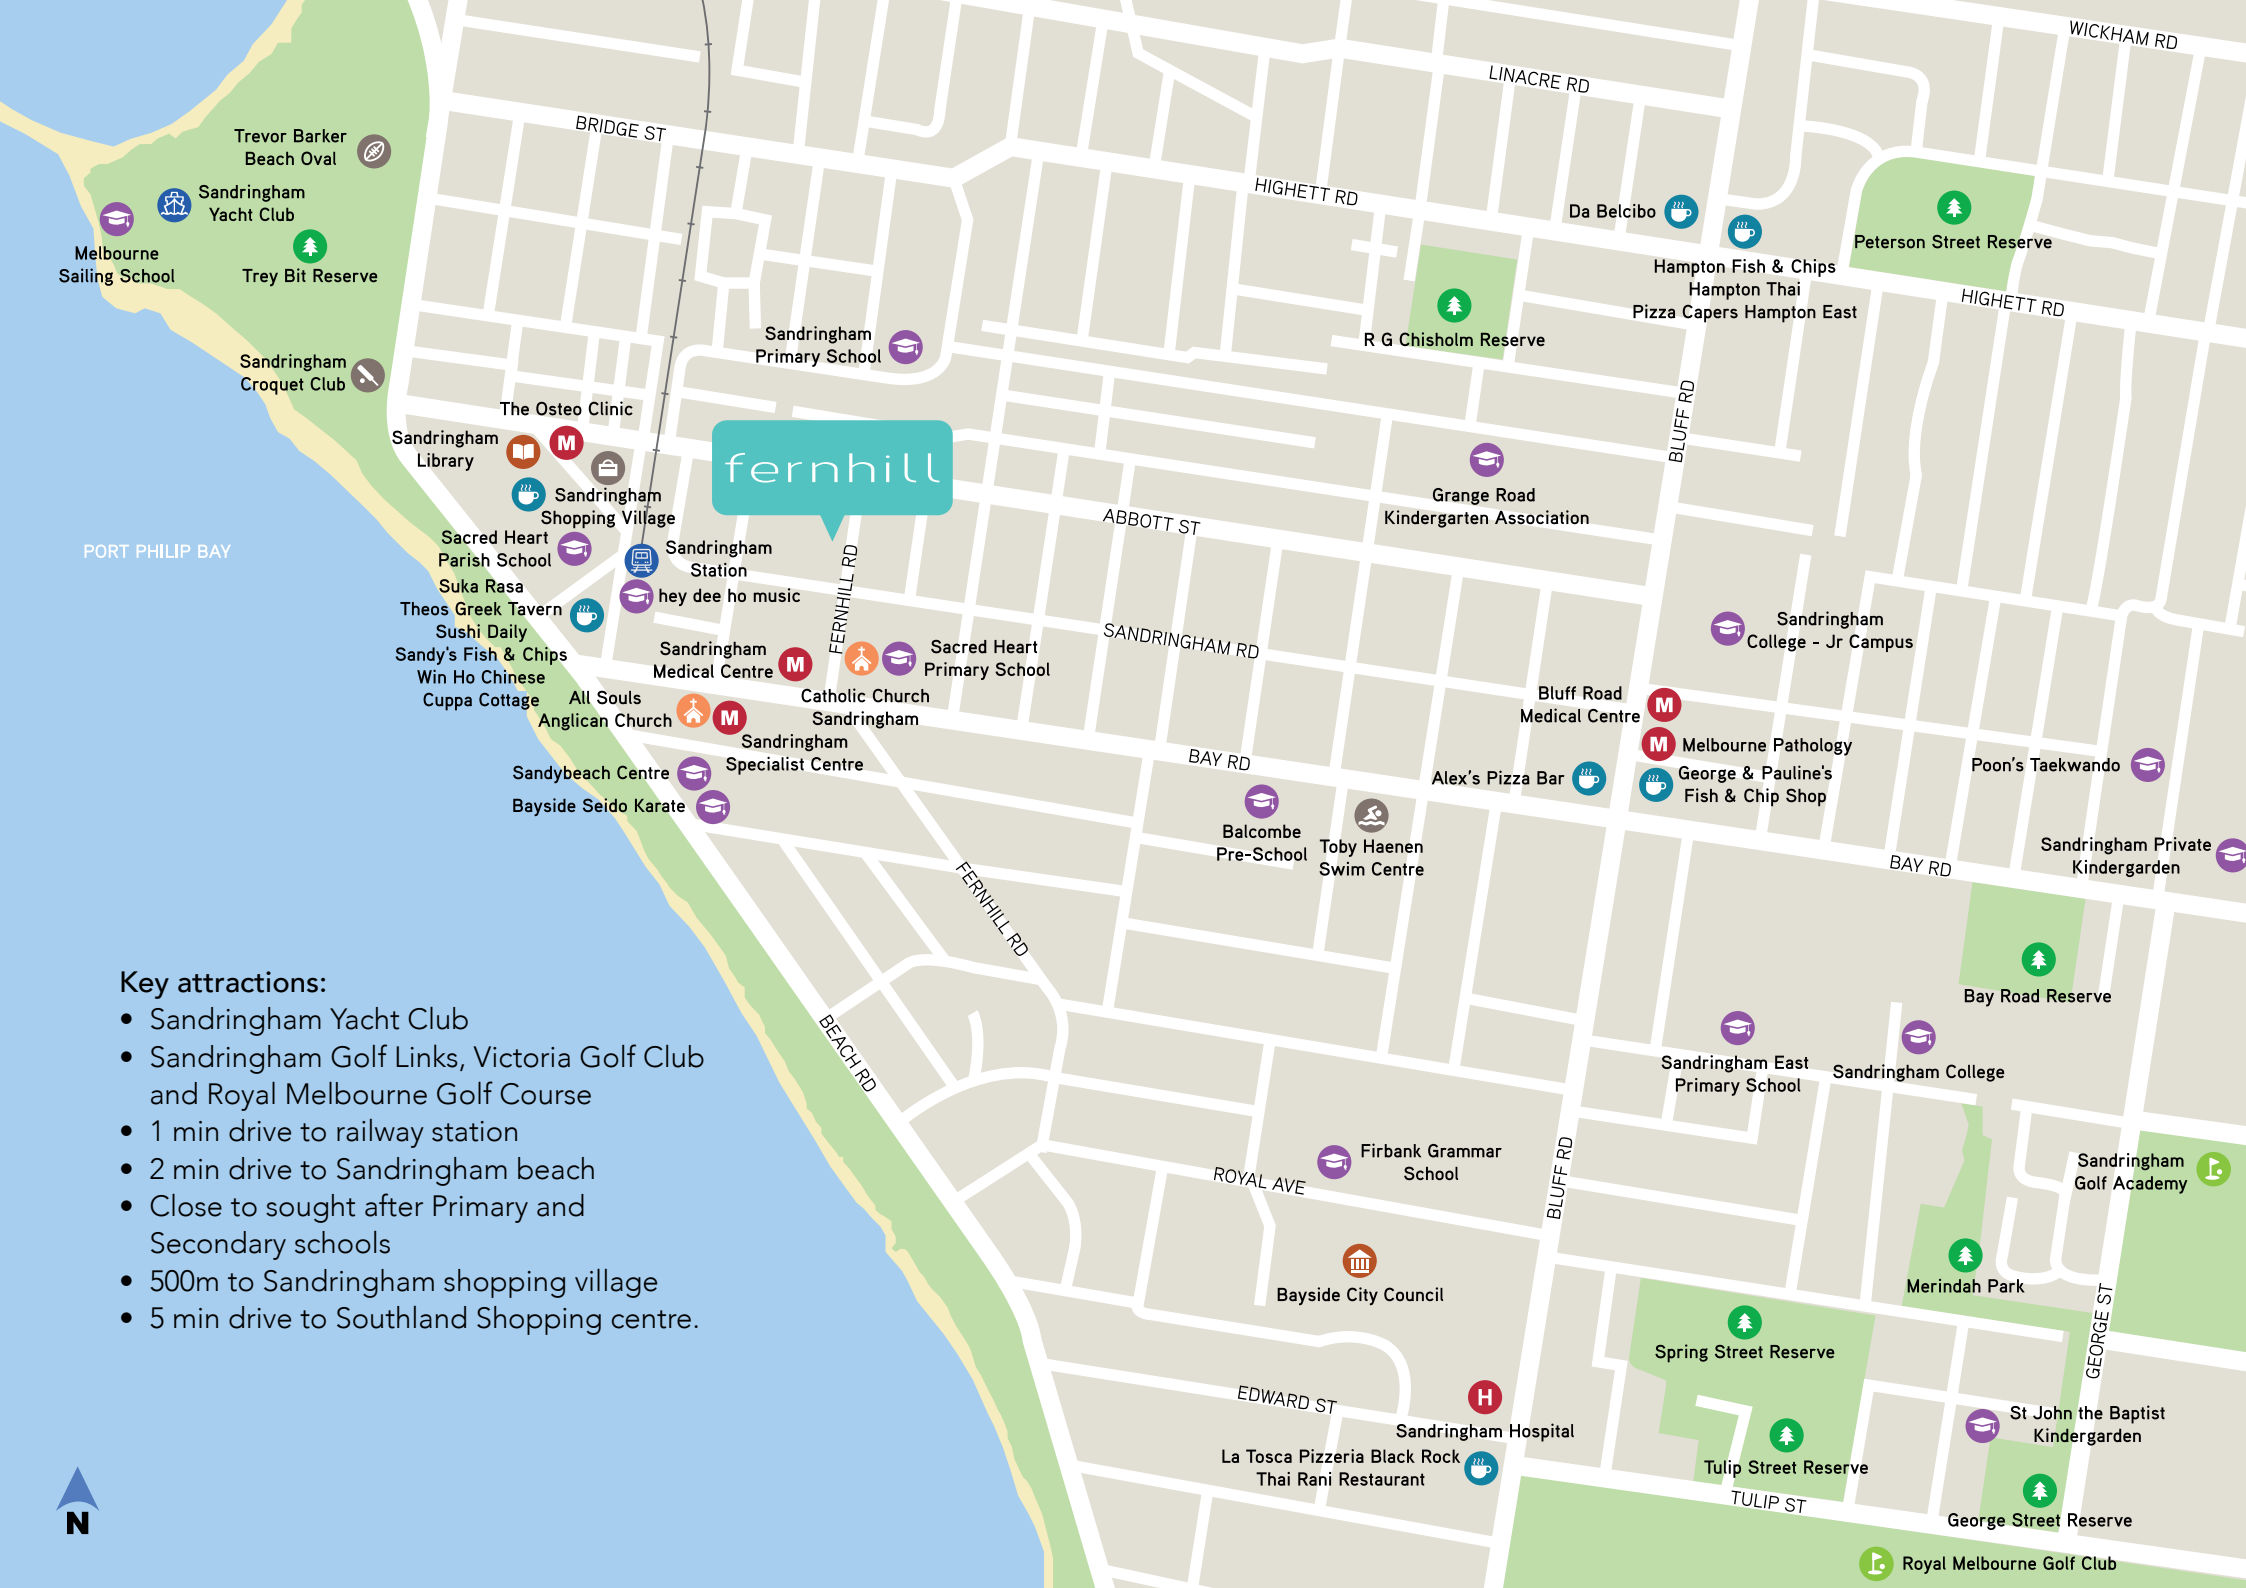 WICKHAM RD
LINACRE RD
BRIDGE ST
Trevor Barker
Beach Oval
HIGHETT RD
Sandringham
Yacht Club
Da Belcibo
Melbourne
Sailing School
Trey Bit Reserve
Peterson Street Reserve
Hampton Fish & Chips
Hampton Thai
Pizza Capers Hampton East
HIGHETT RD
Sandringham
Primary School
R G Chisholm Reserve
Sandringham
Croquet Club
BLUFF RD
The Osteo Clinic
M
Sandringham
Library
fernhill
Sandringham
Shopping Village
Grange Road
Kindergarten Association
ABBOTT ST
PORT PHILIP BAY
Sacred Heart
Parish School
Sandringham
Station
FERNHILL RD
hey dee ho music
Suka Rasa
Theos Greek Tavern
Sushi Daily
Sandy's Fish & Chips
Win Ho Chinese
Cuppa Cottage
Sandringham
Medical Centre
M
Sacred Heart
Primary School
SANDRINGHAM RD
Sandringham
College - Jr Campus
All Souls
Anglican Church
M
Catholic Church
Sandringham
Sandringham
Specialist Centre
Bluff Road
Medical Centre
M
M
Melbourne Pathology
BAY RD
Sandybeach Centre
Bayside Seido Karate
Alex's Pizza Bar
George & Pauline's
Fish & Chip Shop
Poon's Taekwando
Balcombe
Pre-School
Toby Haenen
Swim Centre
BAY RD
Sandringham Private
Kindergarden
FERNHILL RD
Bay Road Reserve
BEACH RD
Sandringham East
Primary School
Sandringham College
Key attractions:
• Sandringham Yacht Club
• Sandringham Golf Links, Victoria Golf Club
and Royal Melbourne Golf Course
• 1 min drive to railway station
• 2 min drive to Sandringham beach
• Close to sought after Primary and
Secondary schools
• 500m to Sandringham shopping village
• 5 min drive to Southland Shopping centre.
Firbank Grammar
School
BLUFF RD
ROYAL AVE
Sandringham
Golf Academy
Bayside City Council
Merindah Park
GEORGE ST
Spring Street Reserve
EDWARD ST
H
Sandringham Hospital
St John the Baptist
Kindergarden
La Tosca Pizzeria Black Rock
Thai Rani Restaurant
Tulip Street Reserve
TULIP ST
George Street Reserve
N
Royal Melbourne Golf Club